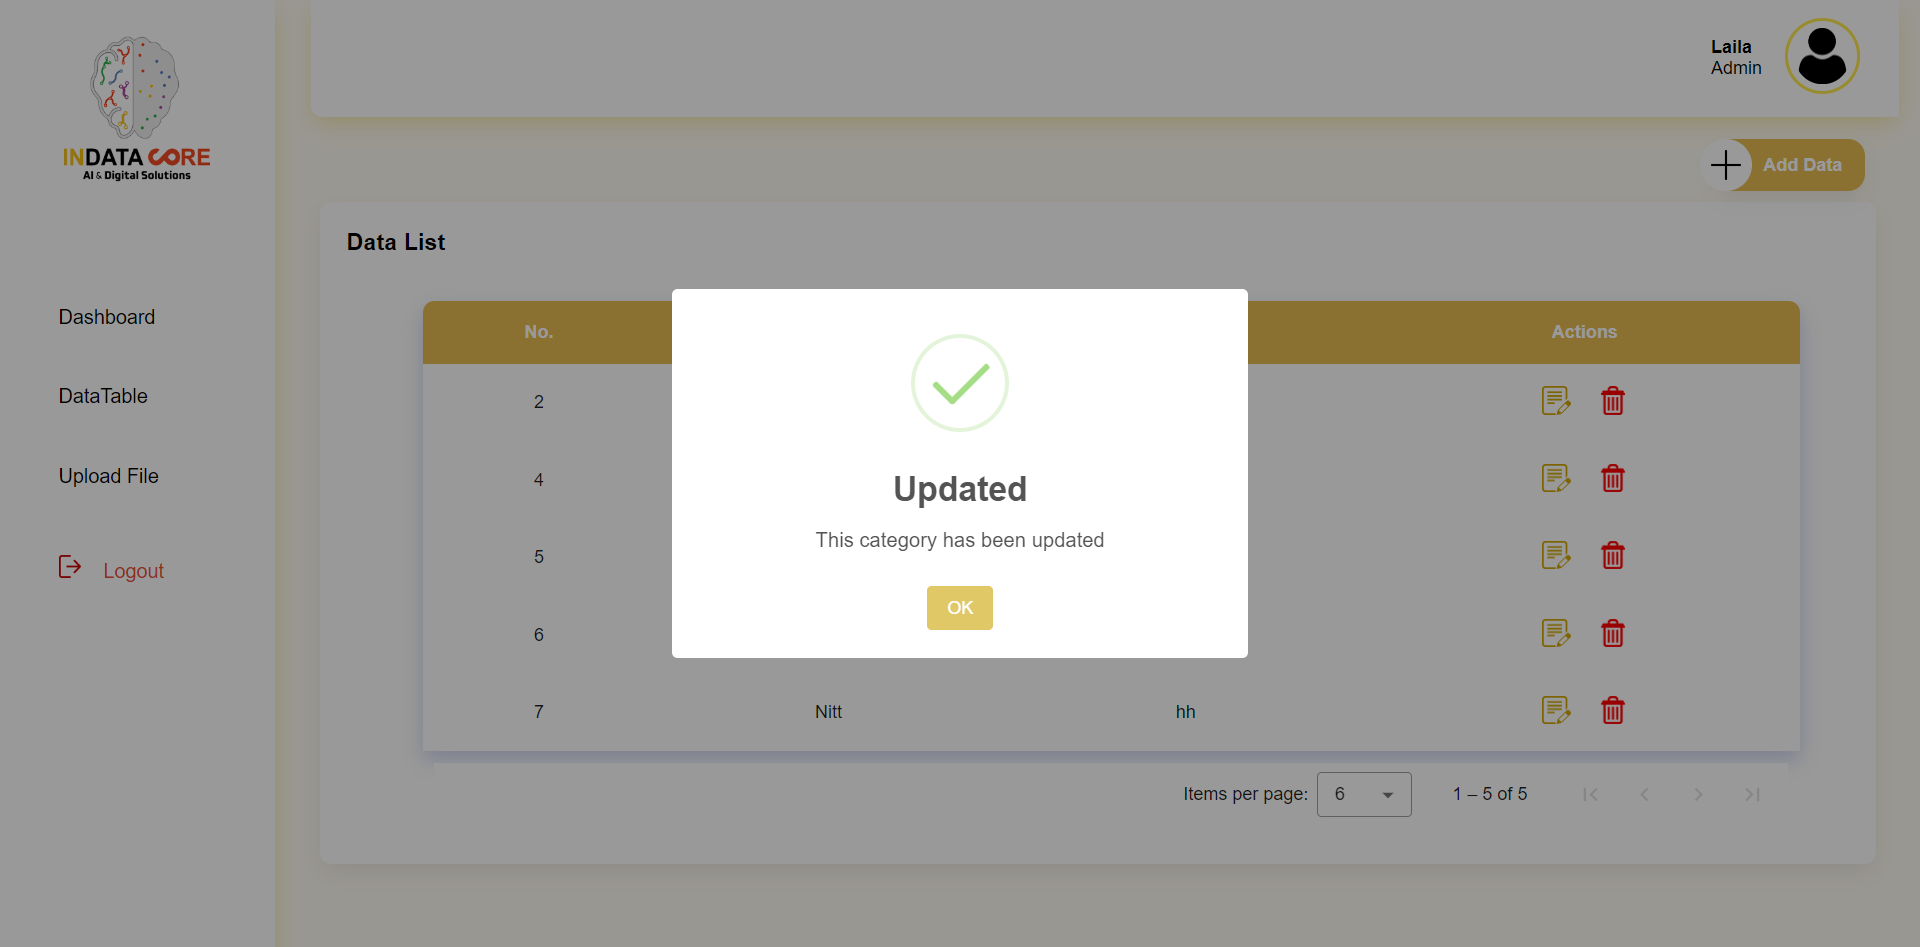 INDATA CORE
AI & Digital Solutions
Dashboard
DataTable
Upload File
Logout
Laila
Admin
Add Data
Data List
No.
Actions
2
4
5
6
7 Nitt hh
Updated
This category has been updated
OK
Items per page: 6 1 – 5 of 5